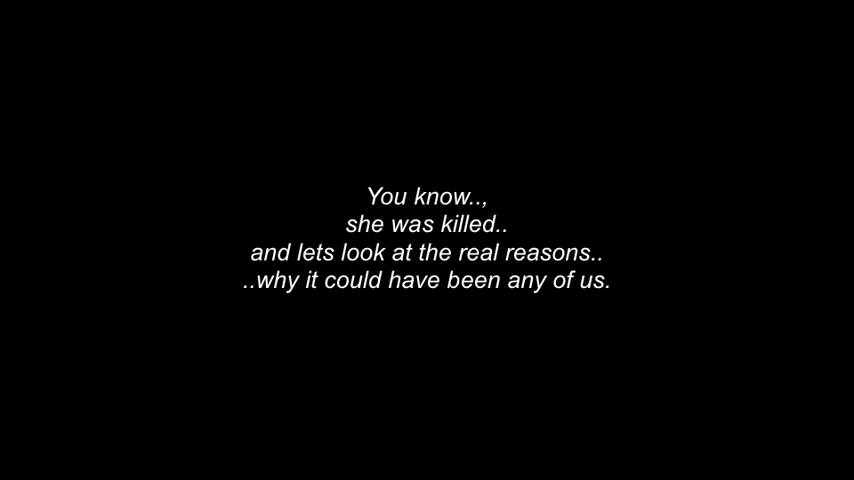 You know..,
she was killed..
and lets look at the real reasons..
..why it could have been any of us.